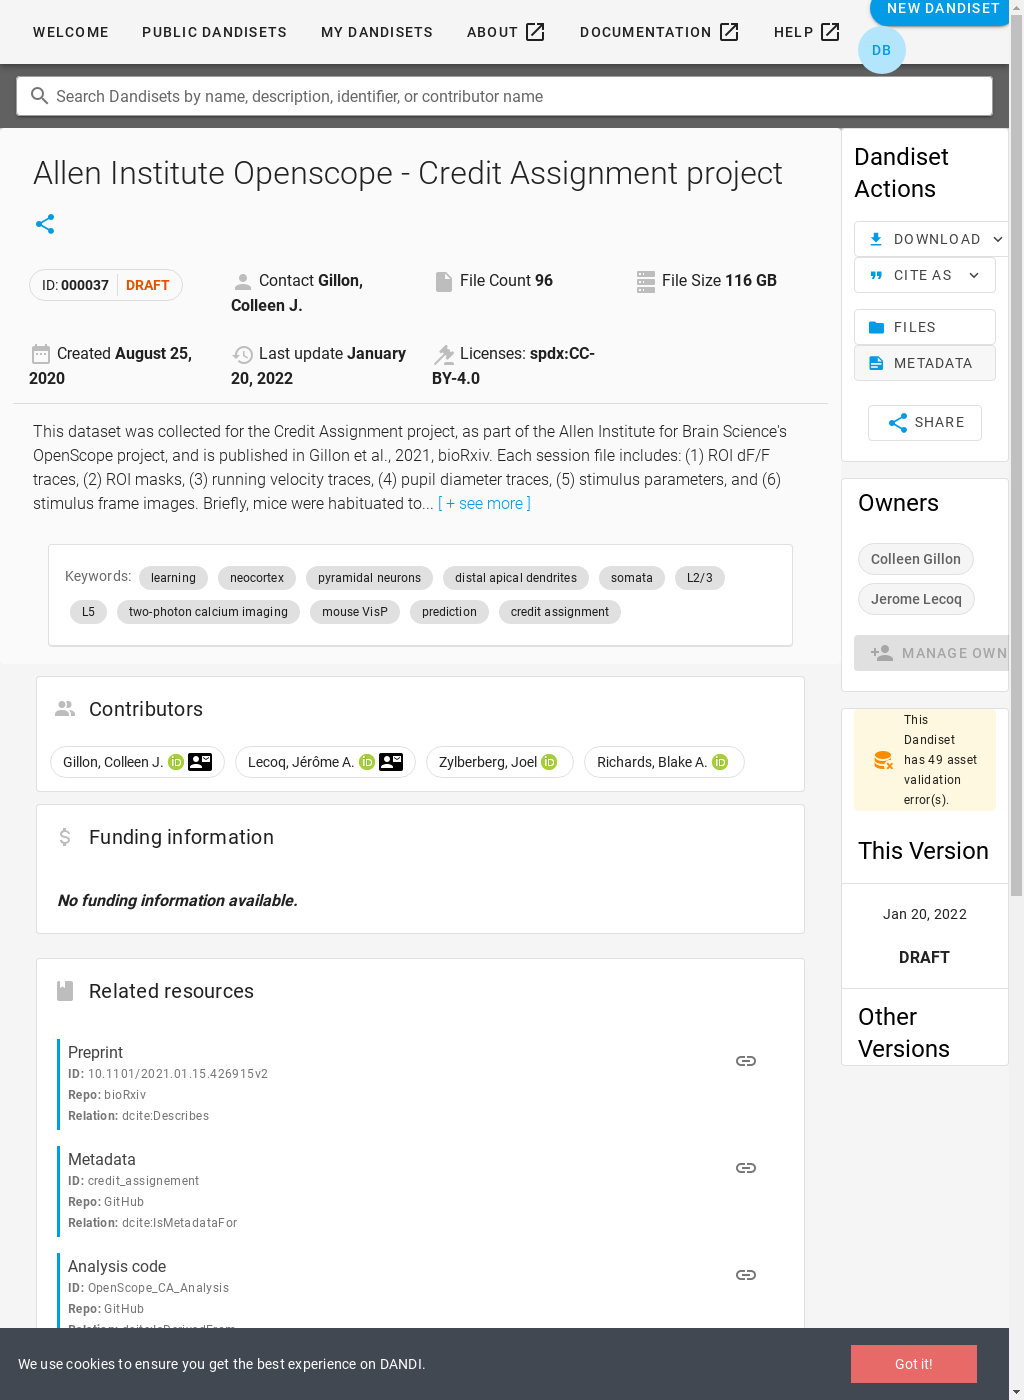 WELCOME
PUBLIC DANDISETS
MY DANDISETS
ABOUT
DOCUMENTATION
HELP
NEW DANDISET
DB
Search Dandisets by name, description, identifier, or contributor name
Allen Institute Openscope - Credit Assignment project
ID: 000037 DRAFT
Contact Gillon,
Colleen J.
File Count 96
File Size 116 GB
Created August 25,
2020
Last update January
20, 2022
Licenses: spdx:CC-
BY-4.0
This dataset was collected for the Credit Assignment project, as part of the Allen Institute for Brain Science's
OpenScope project, and is published in Gillon et al., 2021, bioRxiv. Each session file includes: (1) ROI dF/F
traces, (2) ROI masks, (3) running velocity traces, (4) pupil diameter traces, (5) stimulus parameters, and (6)
stimulus frame images. Briefly, mice were habituated to... [ + see more ]
Keywords: learning neocortex pyramidal neurons distal apical dendrites somata L2/3
L5 two-photon calcium imaging mouse VisP prediction credit assignment
Contributors
Gillon, Colleen J. iD
Lecoq, Jérôme A. iD
Zylberberg, Joel iD
Richards, Blake A. iD
Funding information
No funding information available.
Related resources
Preprint
ID: 10.1101/2021.01.15.426915v2
Repo: bioRxiv
Relation: dcite:Describes
Metadata
ID: credit_assignement
Repo: GitHub
Relation: dcite:IsMetadataFor
Analysis code
ID: OpenScope_CA_Analysis
Repo: GitHub
Relation: dcite:IsDerivedFrom
Dandiset
Actions
DOWNLOAD
CITE AS
FILES
METADATA
SHARE
Owners
Colleen Gillon
Jerome Lecoq
MANAGE OWN
This
Dandiset
has 49 asset
validation
error(s).
This Version
Jan 20, 2022
DRAFT
Other
Versions
We use cookies to ensure you get the best experience on DANDI.
Got it!